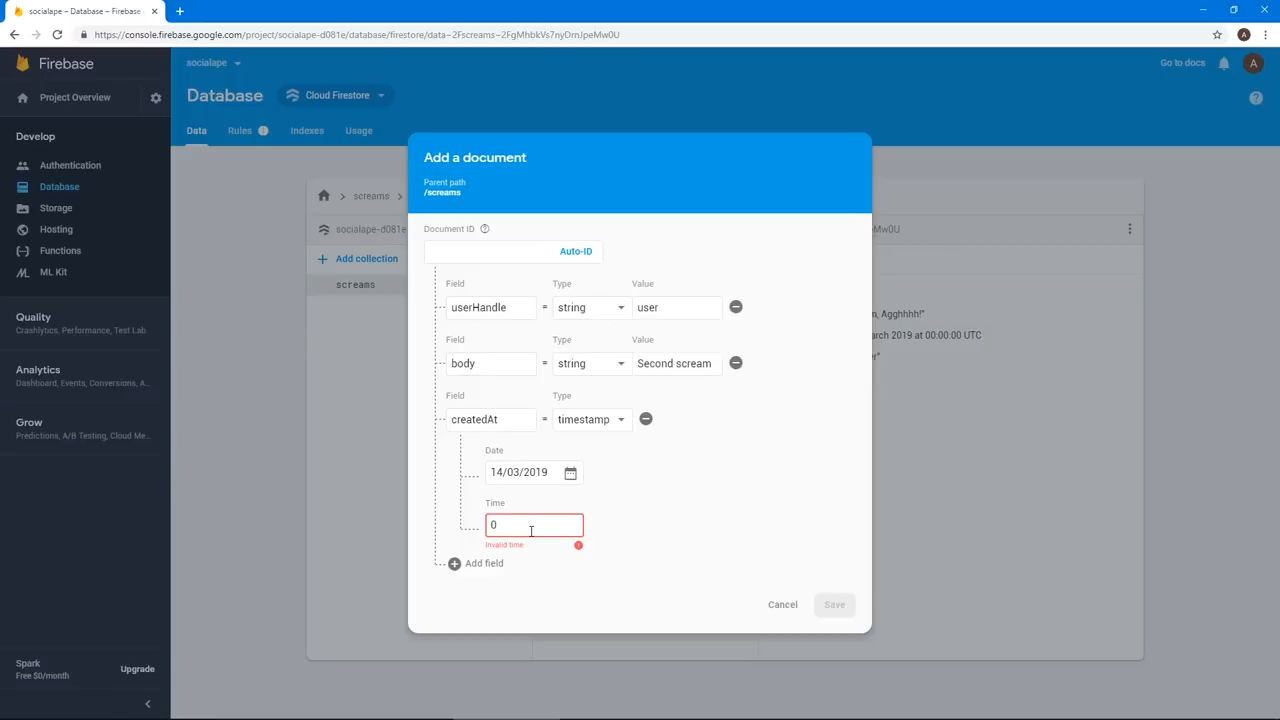 socialape – Database – Firebase
https://console.firebase.google.com/project/socialape-d081e/database/firestore/data~2Fscreams~2FgMhbkVs7nyDrnJpeMw0U
A
Firebase
socialape
Go to docs
A
Project Overview
Database
Cloud Firestore
Develop
Data
Rules
Indexes
Usage
Authentication
Database
Storage
Hosting
Functions
ML Kit
Quality
Crashlytics, Performance, Test Lab
Analytics
Dashboard, Events, Conversions, A...
Grow
Predictions, A/B Testing, Cloud Me...
Spark
Free $0/month
Upgrade
screams
socialape-d081e
Add collection
screams
eMw0U
n, Agghhhh!"
arch 2019 at 00:00:00 UTC
r"
Add a document
Parent path
/screams
Document ID
Auto-ID
Field
Type
Value
userHandle
=
string
user
Field
Type
Value
body
=
string
Second scream
Field
Type
createdAt
=
timestamp
Date
14/03/2019
Time
0
Invalid time
Add field
Cancel
Save